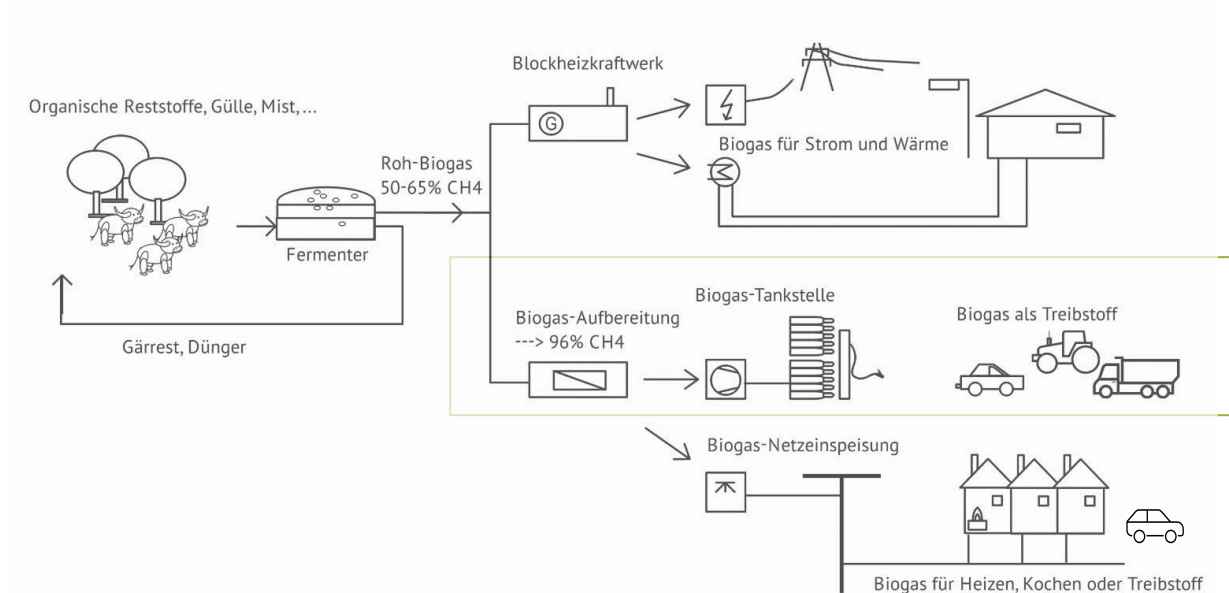 Blockheizkraftwerk
Organische Reststoffe, Gülle, Mist, ...
G
Biogas für Strom und Wärme
Roh-Biogas
50-65% CH4
Fermenter
Biogas-Tankstelle
Biogas-Aufbereitung
---> 96% CH4
Biogas als Treibstoff
Gärrest, Dünger
Biogas-Netzeinspeisung
Biogas für Heizen, Kochen oder Treibstoff